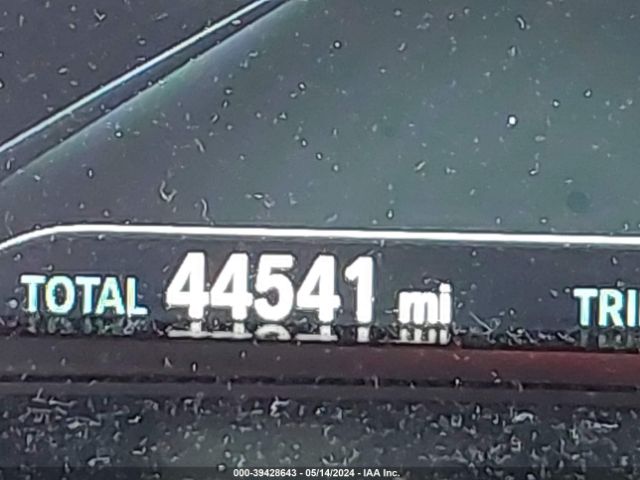 TOTAL 44541 mi TRI
000-39428643 - 05/14/2024 - IAA Inc.